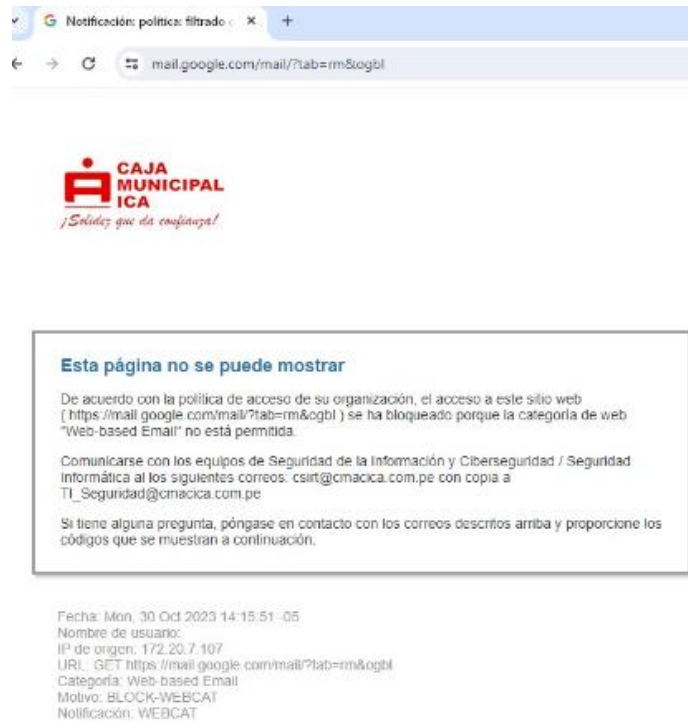 Notificación: política: filtrado
mail.google.com/mail/?tab=rm&ogbl
CAJA
MUNICIPAL
ICA
¡Solidez que da confianza!
Esta página no se puede mostrar
De acuerdo con la política de acceso de su organización, el acceso a este sitio web
( https://mail.google.com/mail/?tab=rm&ogbl ) se ha bloqueado porque la categoría de web
"Web-based Email" no está permitida.
Comunicarse con los equipos de Seguridad de la Información y Ciberseguridad / Seguridad
Informática al los siguientes correos: csirt@cmacica.com.pe con copia a
TI_Seguridad@cmacica.com.pe
Si tiene alguna pregunta, póngase en contacto con los correos descritos arriba y proporcione los
códigos que se muestran a continuación.
Fecha: Mon, 30 Oct 2023 14:15:51 -05
Nombre de usuario:
IP de origen: 172.20.7.107
URL: GET https://mail.google.com/mail/?tab=rm&ogbl
Categoría: Web-based Email
Motivo: BLOCK-WEBCAT
Notificación: WEBCAT